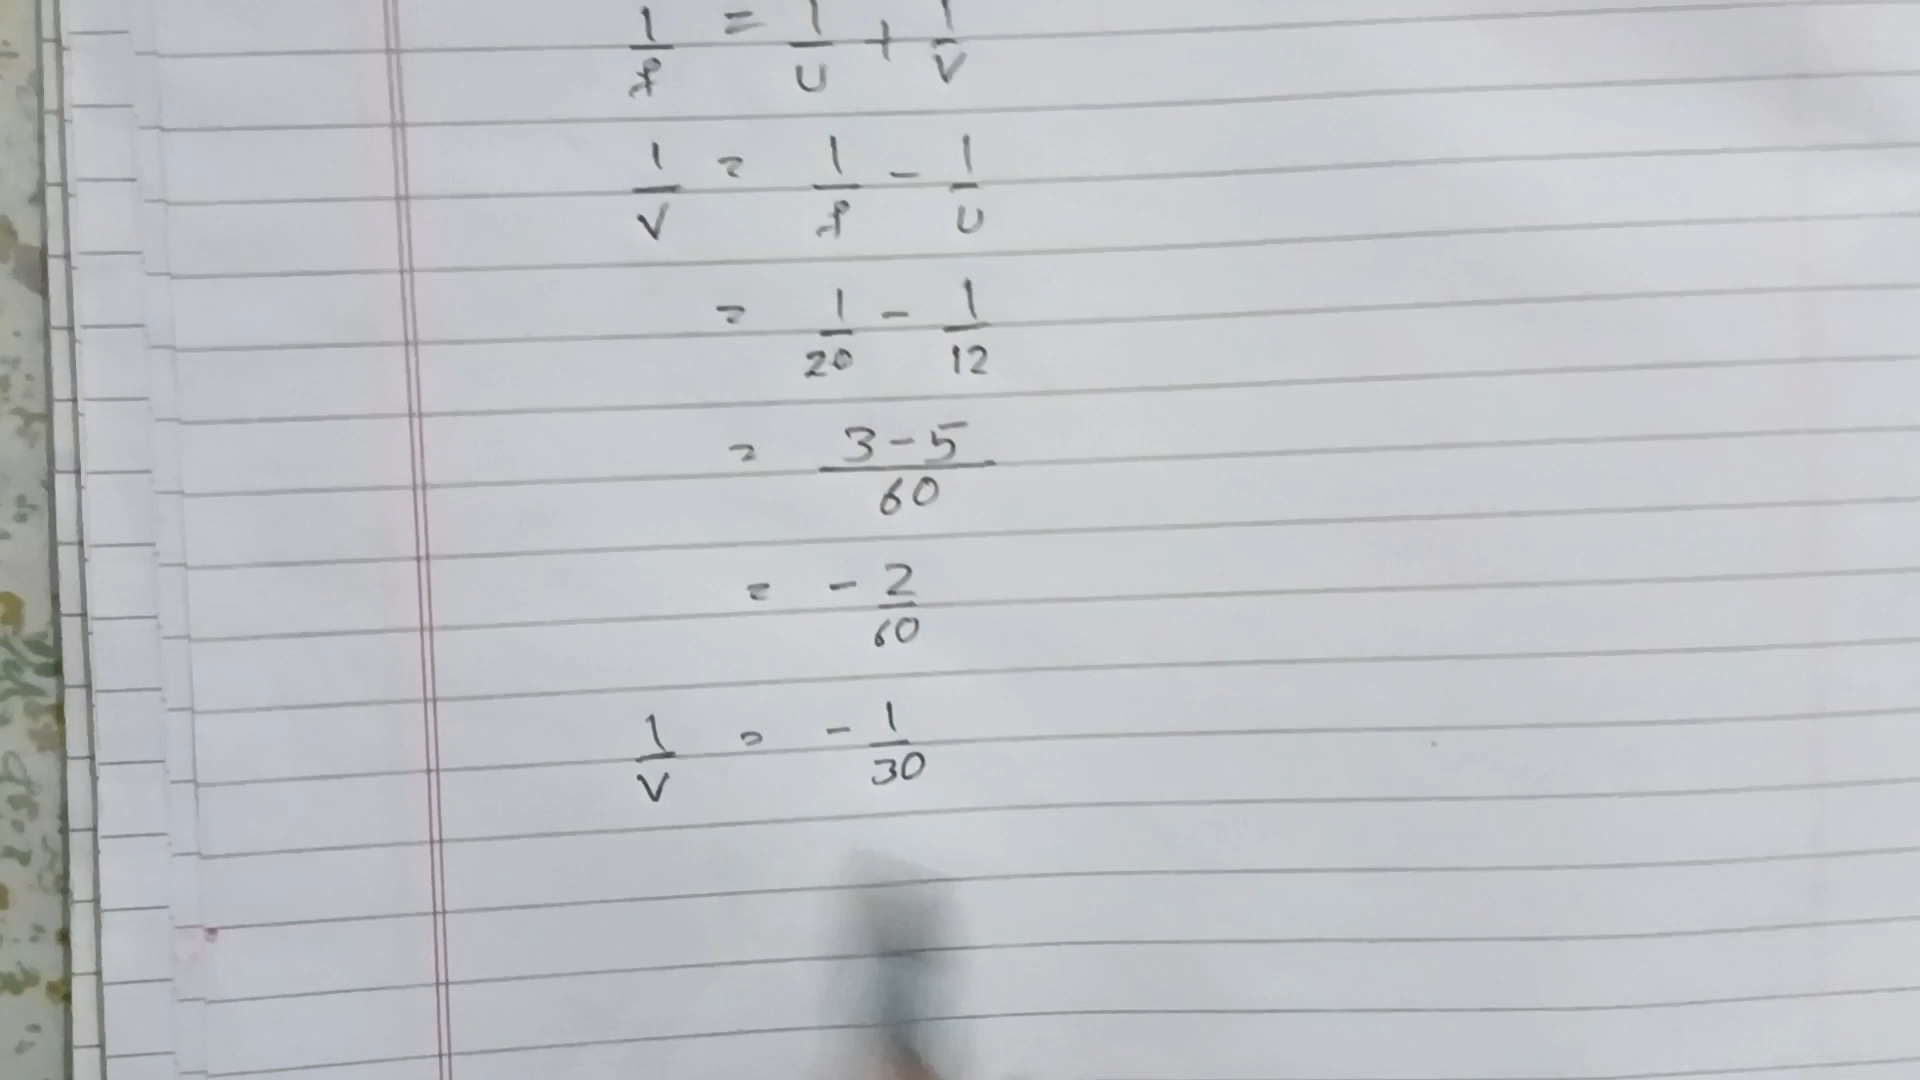 1/f = 1/u + 1/v
1/v = 1/f - 1/u
= 1/20 - 1/12
= 3-5/60
= - 2/60
1/v = - 1/30